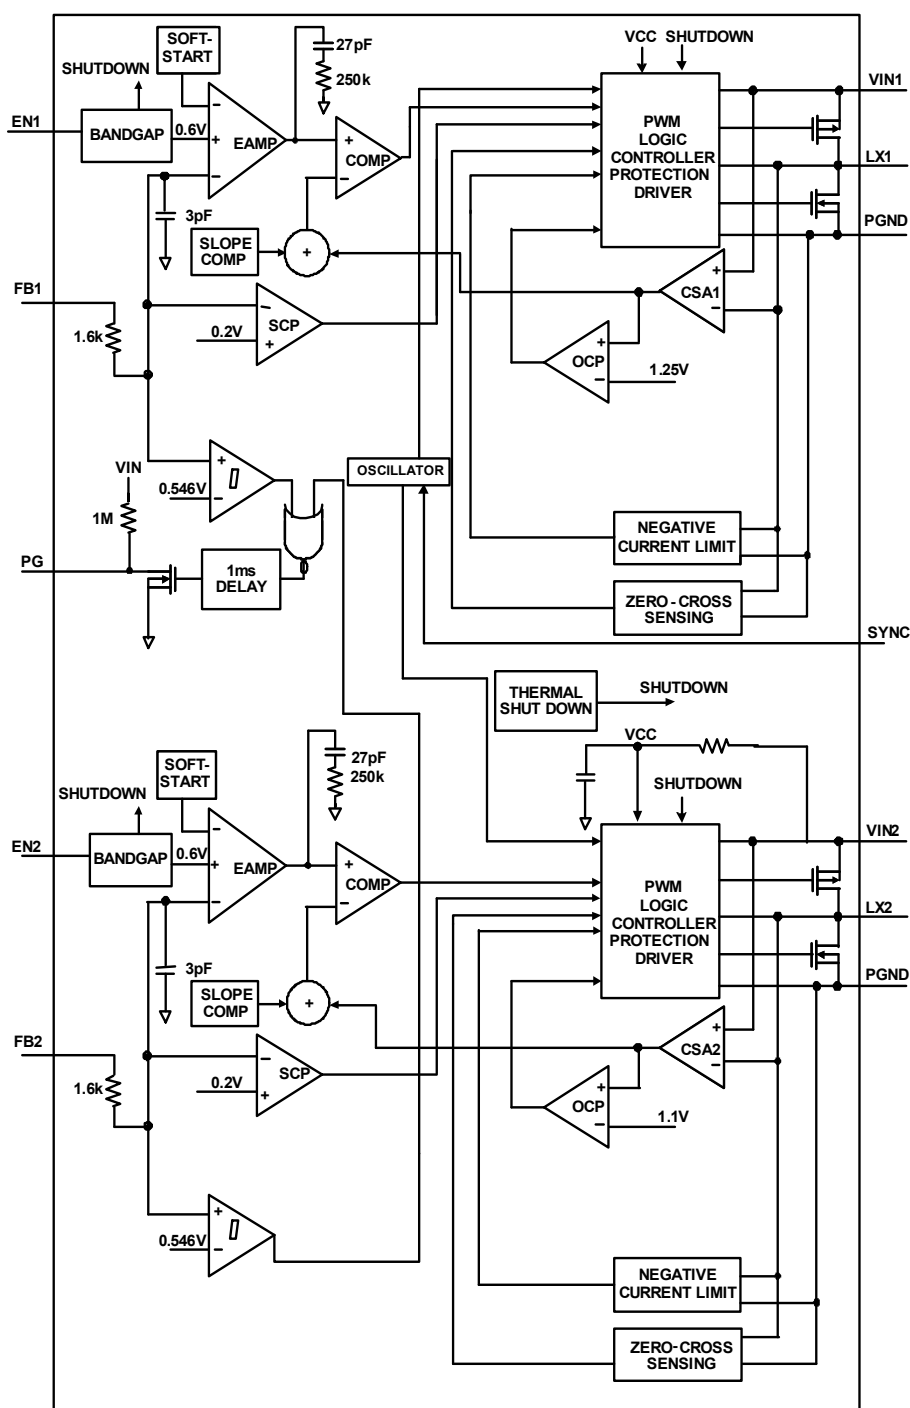 SOFT-
START
27pF
250k
SHUTDOWN
VCC
SHUTDOWN
VIN1
EN1
BANDGAP
0.6V
EAMP
COMP
PWM
LOGIC
CONTROLLER
PROTECTION
DRIVER
LX1
3pF
PGND
SLOPE
COMP
+
CSA1
FB1
1.6k
0.2V
SCP
OCP
1.25V
VIN
0.546V
1M
OSCILLATOR
NEGATIVE
CURRENT LIMIT
PG
1ms
DELAY
ZERO-CROSS
SENSING
SYNC
THERMAL
SHUT DOWN
SHUTDOWN
VCC
SOFT-
START
27pF
250k
SHUTDOWN
SHUTDOWN
VIN2
EN2
BANDGAP
0.6V
EAMP
COMP
PWM
LOGIC
CONTROLLER
PROTECTION
DRIVER
LX2
3pF
PGND
SLOPE
COMP
+
CSA2
FB2
1.6k
0.2V
SCP
OCP
1.1V
0.546V
NEGATIVE
CURRENT LIMIT
ZERO-CROSS
SENSING